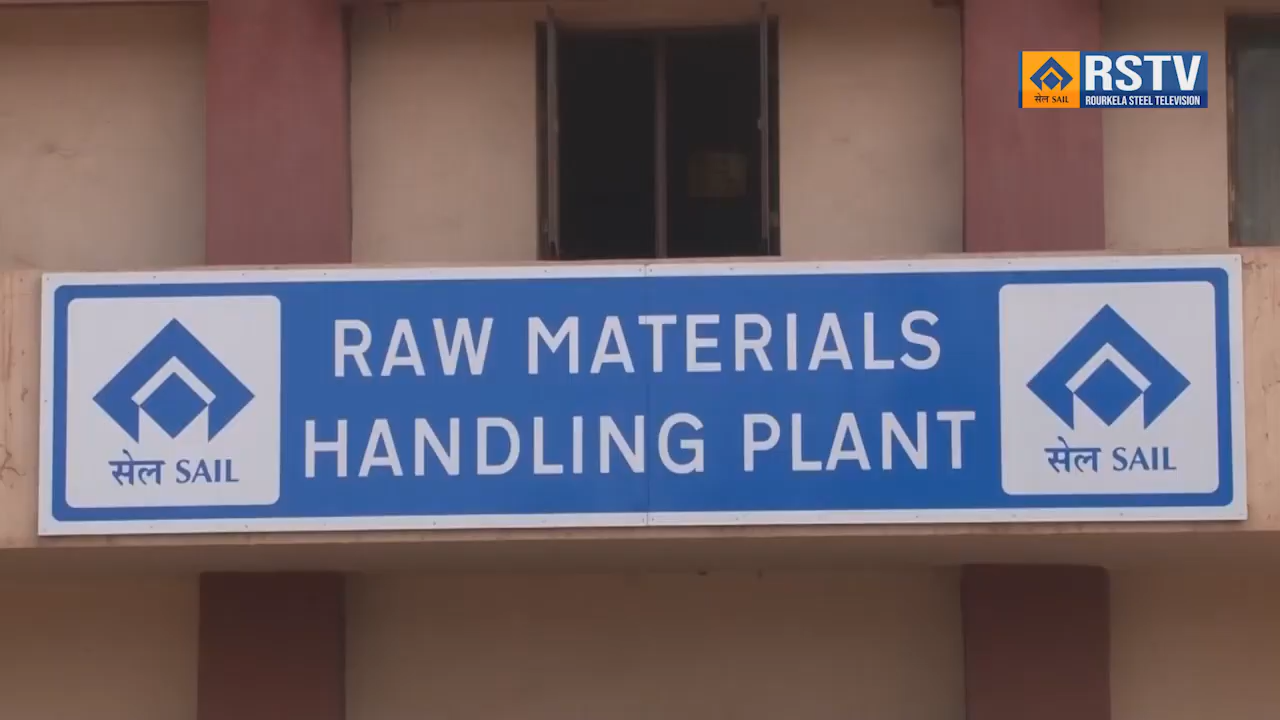 RSTV
सेल SAIL
ROURKELA STEEL TELEVISION
RAW MATERIALS
HANDLING PLANT
सेल SAIL
सेल SAIL